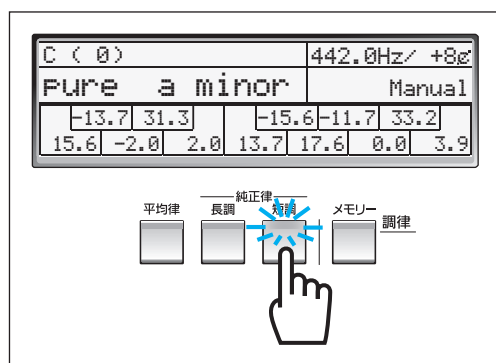 C ( 0) 442.0Hz/ +8¢
Pure a minor Manual
-13.7 31.3 -15.6 -11.7 33.2
15.6 -2.0 2.0 13.7 17.6 0.0 3.9
純正律
平均律 長調 短調 メモリー 調律